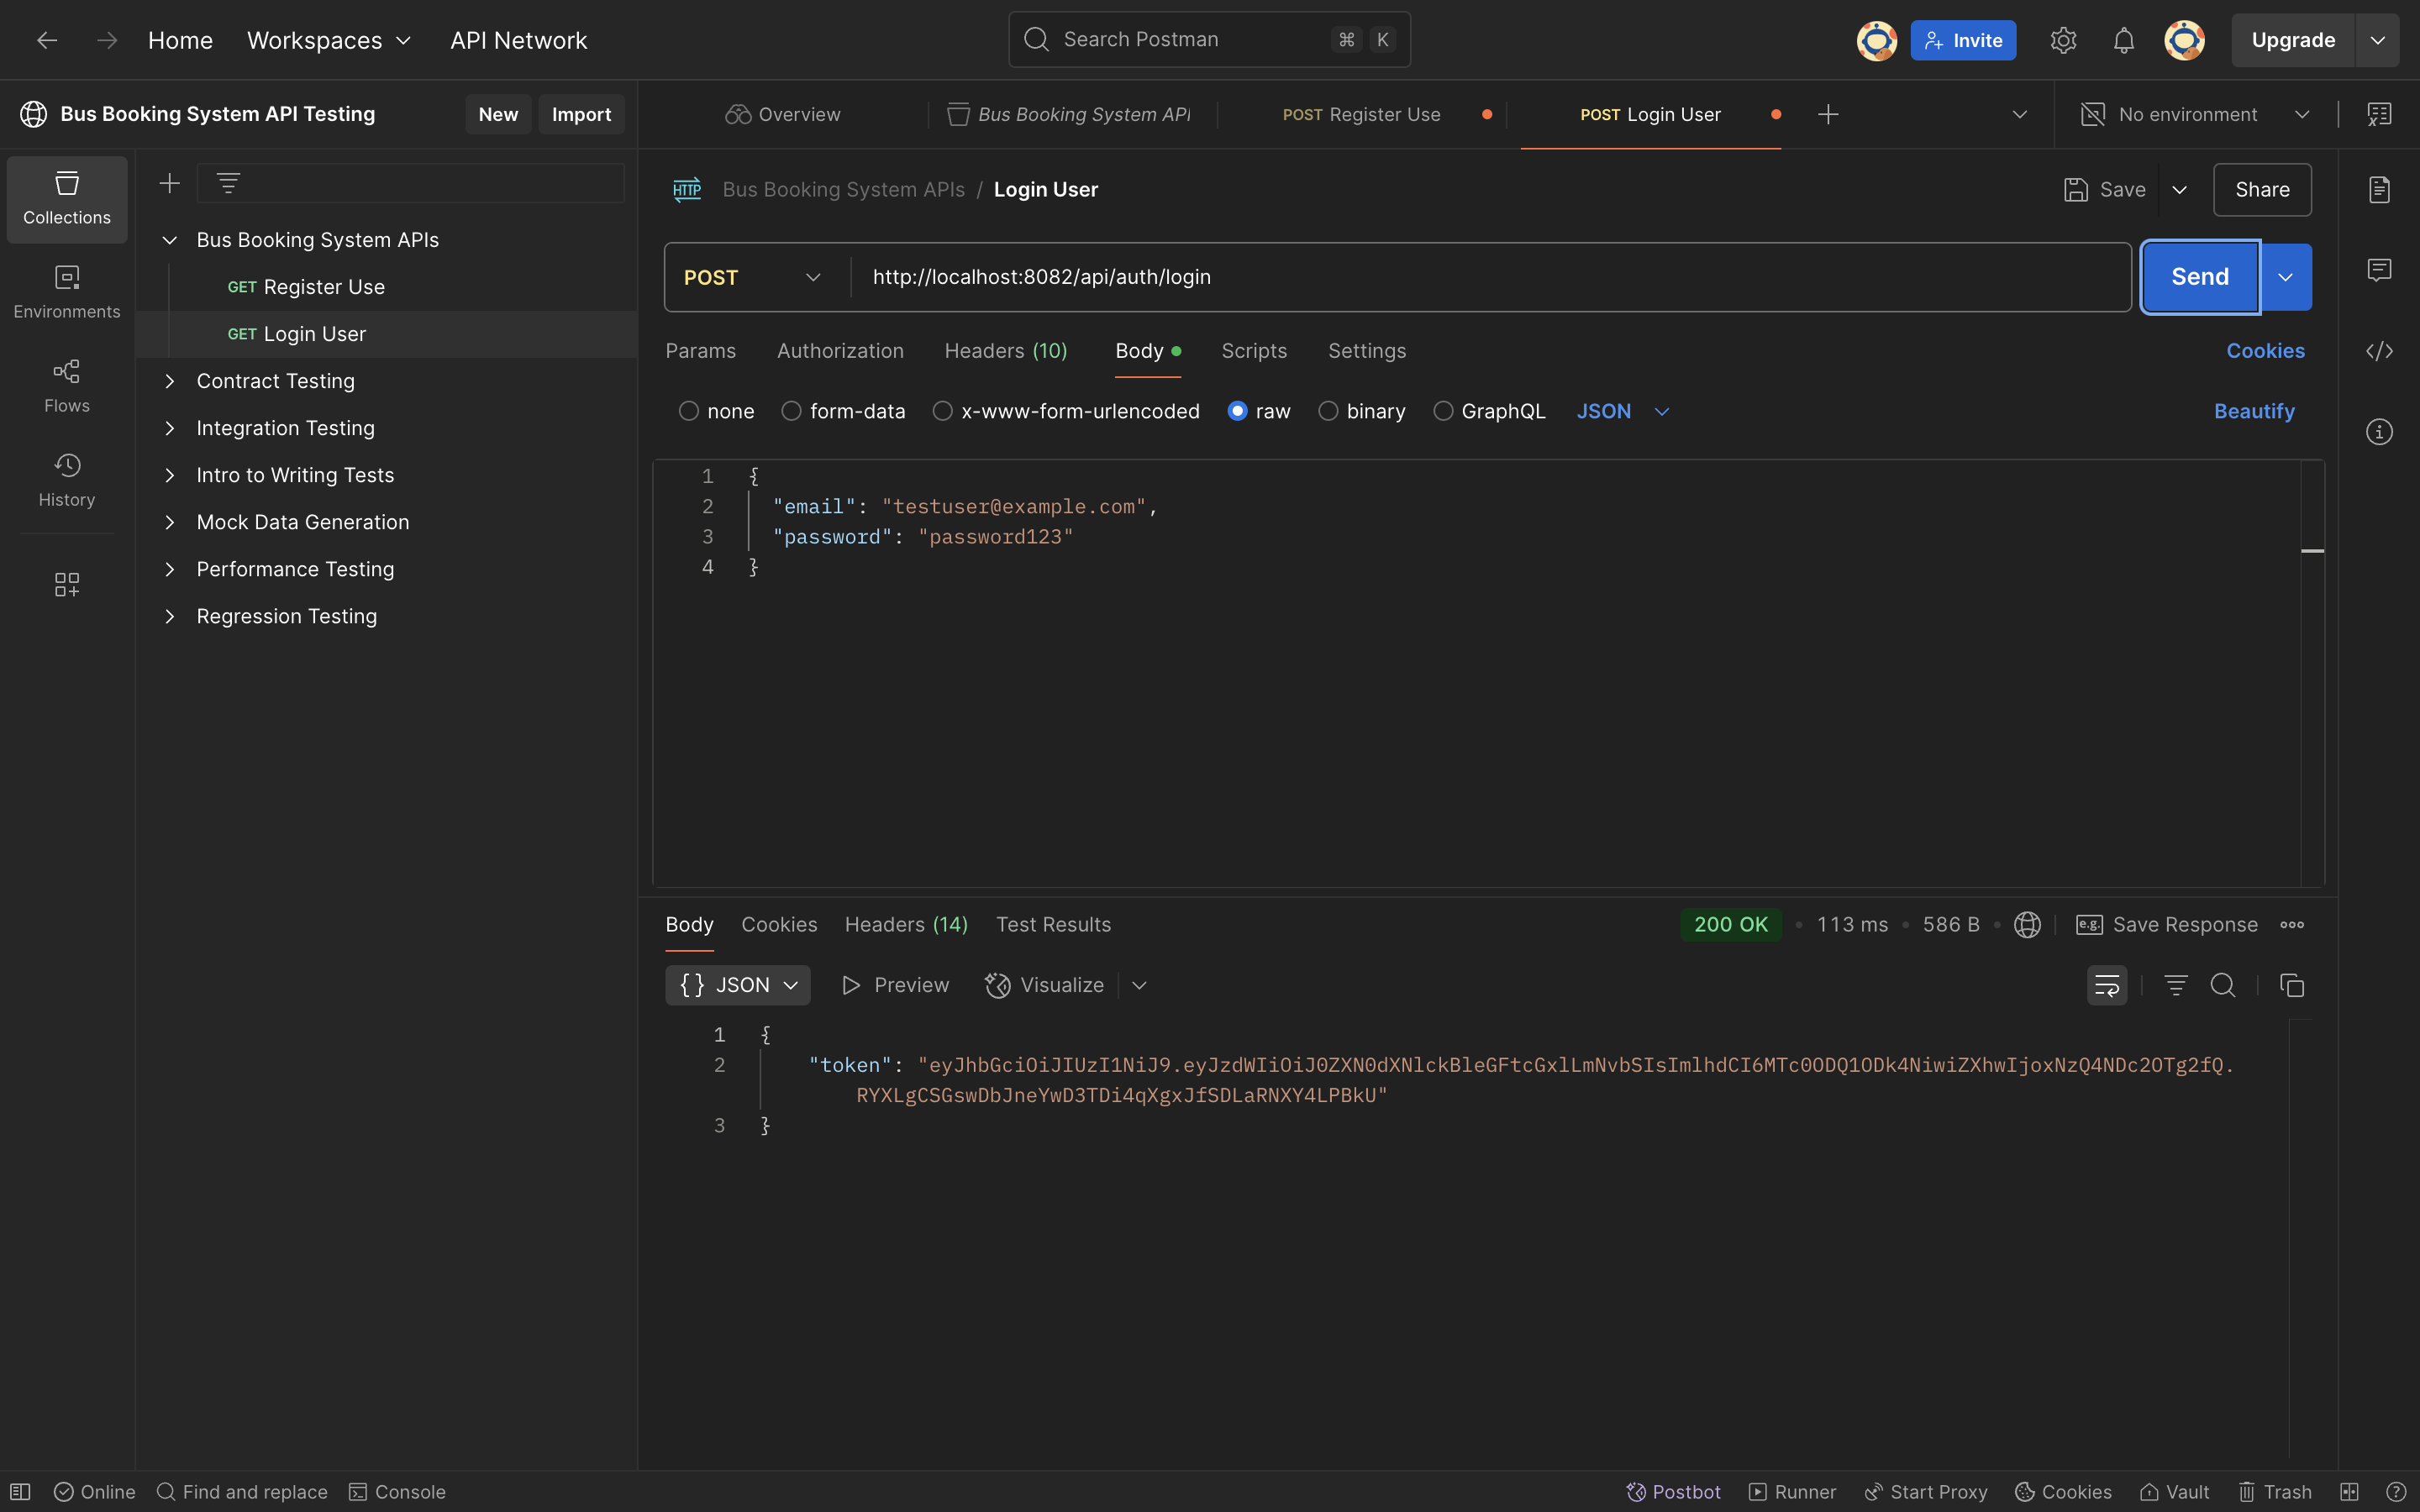 Home Workspaces API Network Search Postman ⌘ K Invite Upgrade
Bus Booking System API Testing New Import Overview Bus Booking System API POST Register Use POST Login User No environment
Collections
Environments
Flows
History
Bus Booking System APIs
GET Register Use
GET Login User
Contract Testing
Integration Testing
Intro to Writing Tests
Mock Data Generation
Performance Testing
Regression Testing
HTTP Bus Booking System APIs / Login User Save Share
POST http://localhost:8082/api/auth/login Send
Params Authorization Headers (10) Body Scripts Settings Cookies
none form-data x-www-form-urlencoded raw binary GraphQL JSON Beautify
1 {
2 "email": "testuser@example.com",
3 "password": "password123"
4 }
Body Cookies Headers (14) Test Results 200 OK • 113 ms • 586 B • e.g. Save Response
{} JSON Preview Visualize
1 {
2 "token": "eyJhbGciOiJIUzI1NiJ9.eyJzdWIiOiJ0ZXN0dXNlckBleGFtcGxlLmNvbSIsImlhdCI6MTc0ODQ1ODk4NiwiZXhwIjoxNzQ4NDc2OTg2fQ.
RYXLgCSGswDbJneYwD3TDi4qXgxJfSDLaRNXY4LPBkU"
3 }
Online Find and replace Console Postbot Runner Start Proxy Cookies Vault Trash